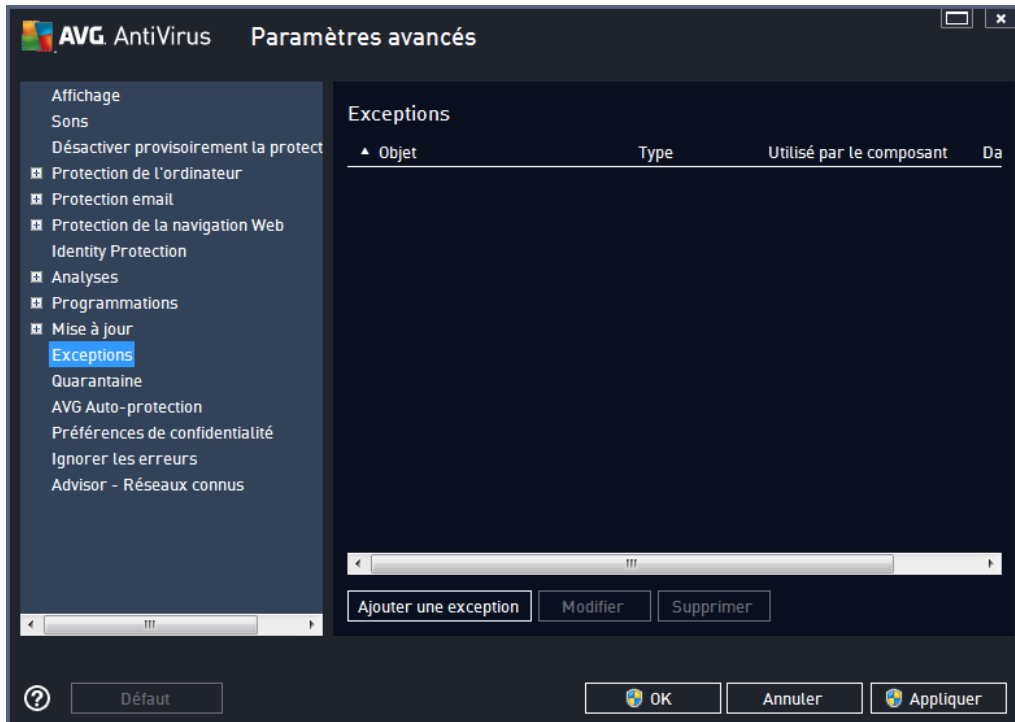 AVG. AntiVirus Paramètres avancés
Affichage
Sons
Désactiver provisoirement la protect
Protection de l'ordinateur
Protection email
Protection de la navigation Web
Identity Protection
Analyses
Programmations
Mise à jour
Exceptions
Quarantaine
AVG Auto-protection
Préférences de confidentialité
Ignorer les erreurs
Advisor - Réseaux connus
Exceptions
Objet Type Utilisé par le composant Da
Ajouter une exception Modifier Supprimer
? Défaut OK Annuler Appliquer